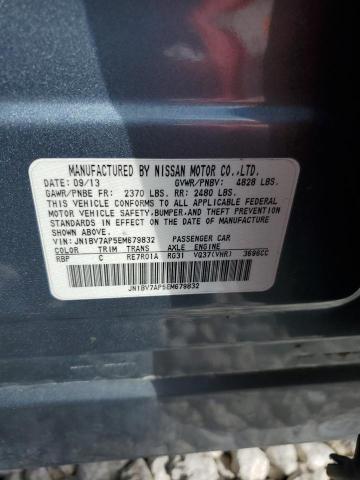 MANUFACTURED BY NISSAN MOTOR CO.,LTD.
DATE: 09/13 GVWR/PNBV: 4828 LBS.
GAWR/PNBE FR: 2370 LBS. RR: 2480 LBS.
THIS VEHICLE CONFORMS TO ALL APPLICABLE FEDERAL
MOTOR VEHICLE SAFETY, BUMPER, AND THEFT PREVENTION
STANDARDS IN EFFECT ON THE DATE OF MANUFACTURE
SHOWN ABOVE.
VIN: JN1BV7AP5EM679832 PASSENGER CAR
COLOR TRIM TRANS AXLE ENGINE
RBP C RE7R01A RG31 VQ37(VHR) 3696CC
JN1BV7AP5EM679832